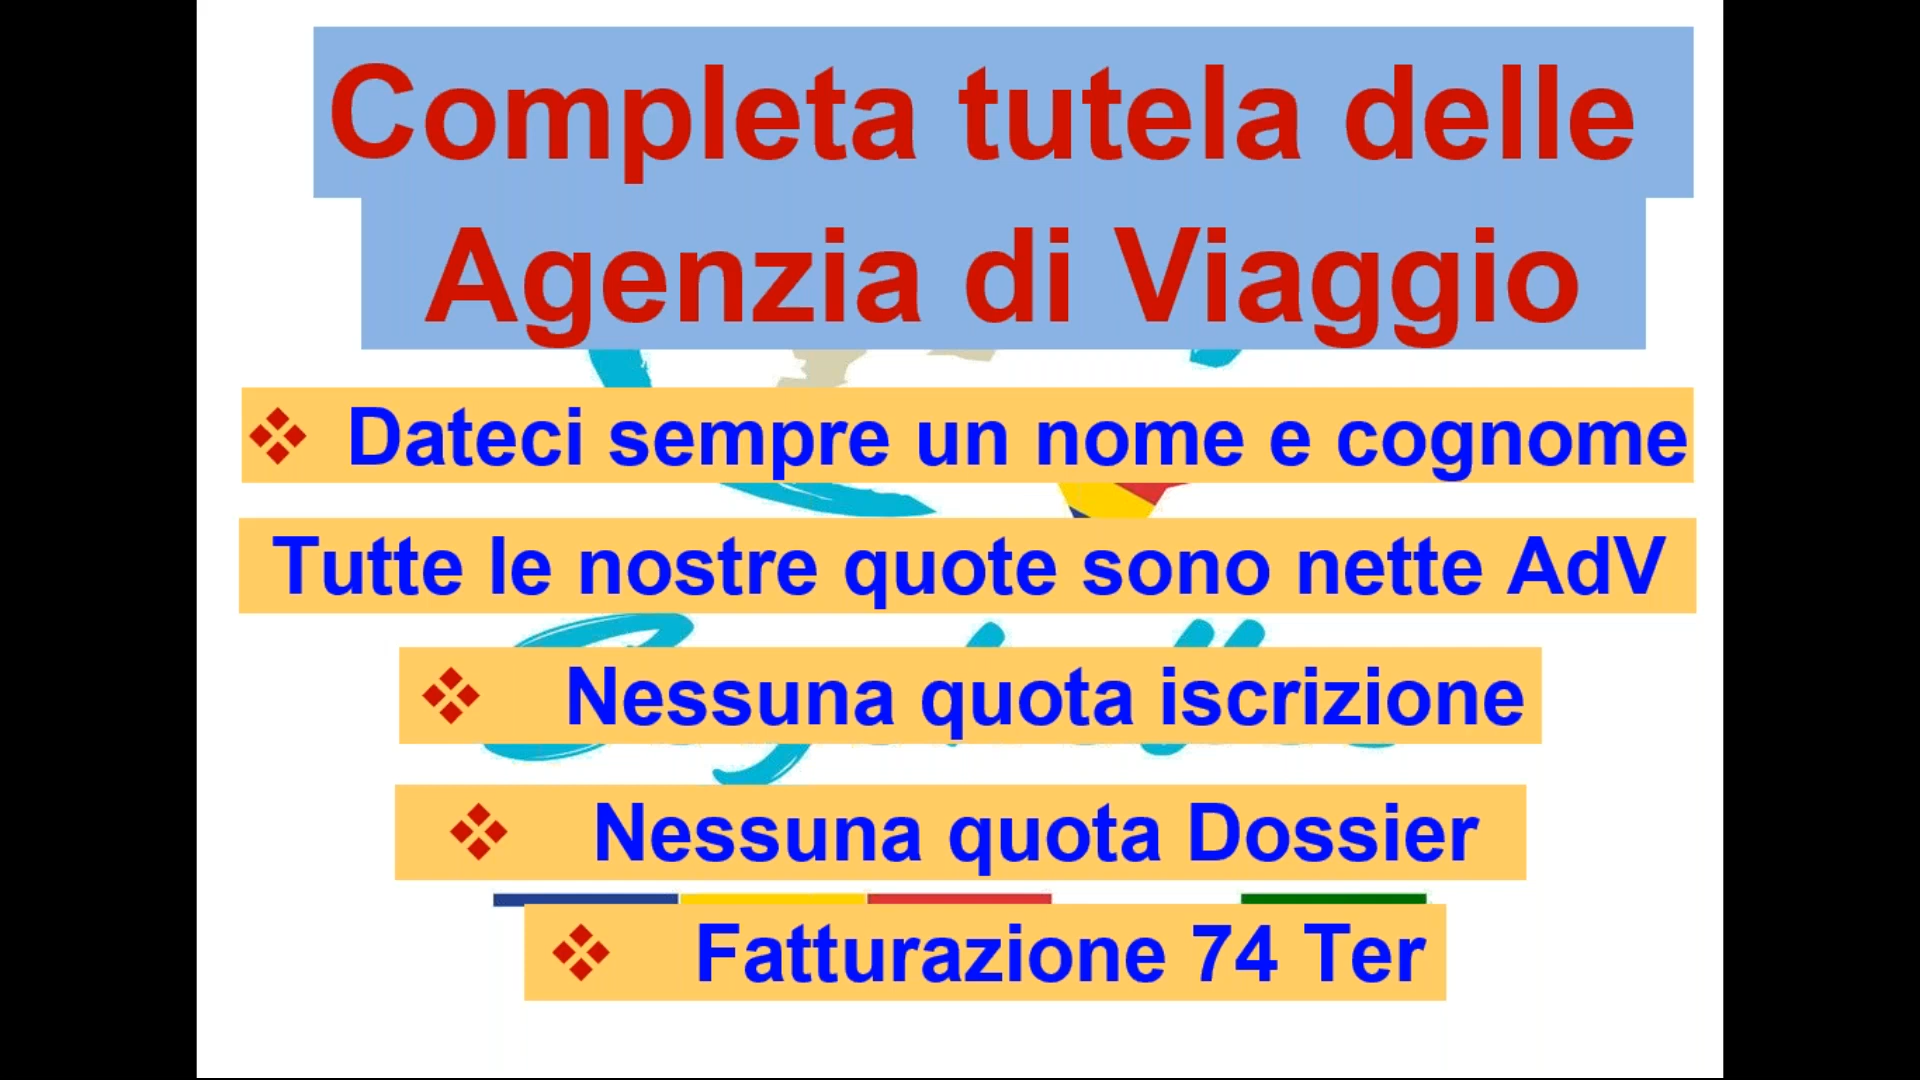 Completa tutela delle
Agenzia di Viaggio
❖ Dateci sempre un nome e cognome
Tutte le nostre quote sono nette AdV
❖ Nessuna quota iscrizione
❖ Nessuna quota Dossier
❖ Fatturazione 74 Ter